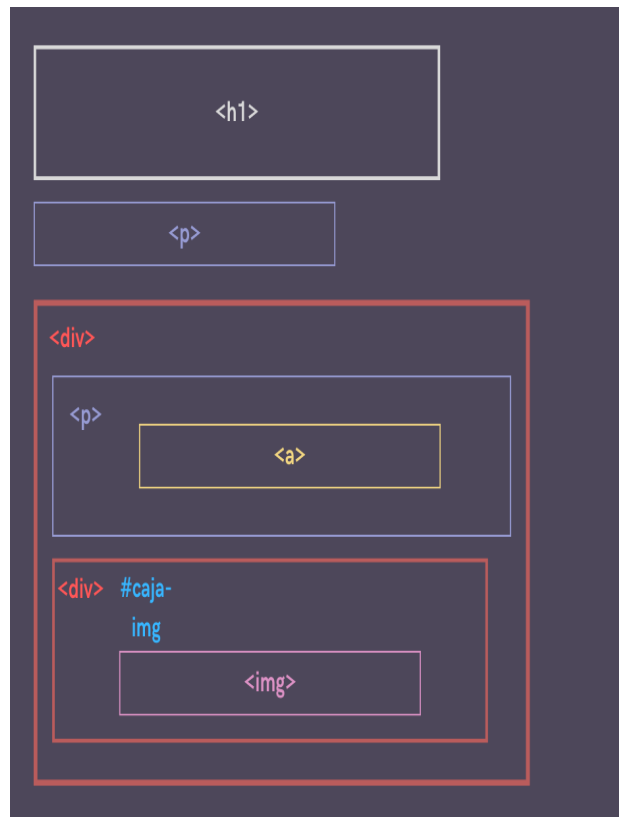 <h1>
<p>
<div>
<p>
<a>
<div> #caja-
img
<img>